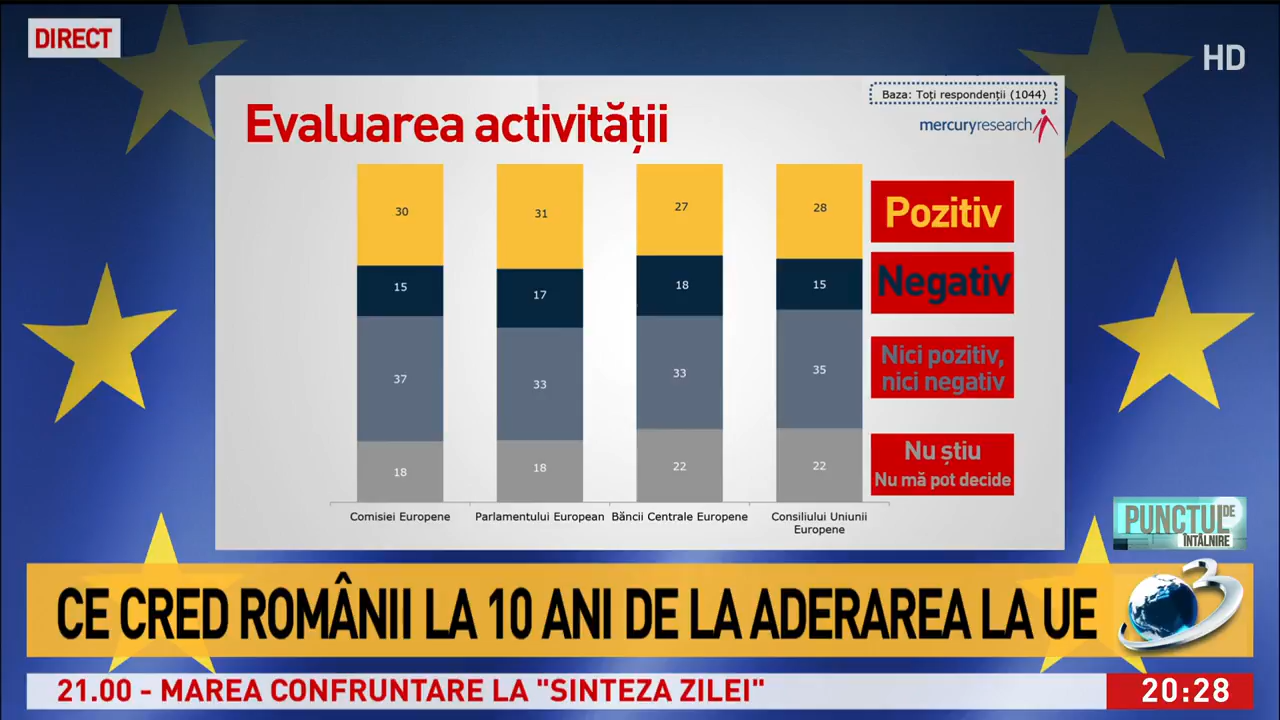 DIRECT
HD
Baza: Toți respondenții (1044)
mercuryresearch
Evaluarea activității
30
31
27
28
Pozitiv
15
17
18
15
Negativ
37
33
33
35
Nici pozitiv,
nici negativ
18
18
22
22
Nu știu
Nu mă pot decide
Comisiei Europene
Parlamentului European
Băncii Centrale Europene
Consiliului Uniunii
Europene
PUNCTUL DE
ÎNTÂLNIRE
CE CRED ROMÂNII LA 10 ANI DE LA ADERAREA LA UE
3
21.00 - MAREA CONFRUNTARE LA "SINTEZA ZILEI"
20:28